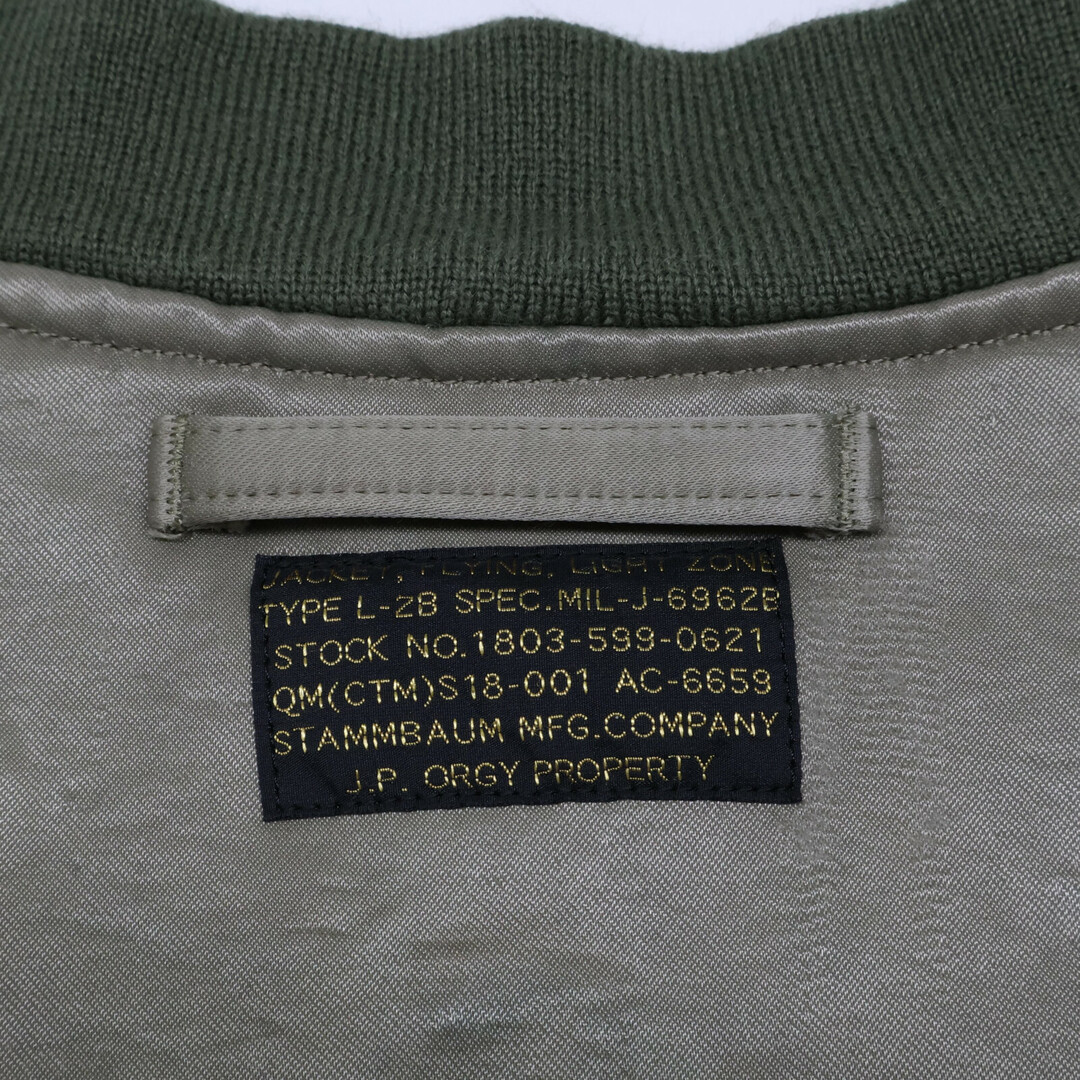 JACKET, FLYING, LIGHT ZONE
TYPE L-2B SPEC.MIL-J-6962B
STOCK NO.1803-599-0621
QM(CTM)S18-001 AC-6659
STAMMBAUM MFG.COMPANY
J.P. ORGY PROPERTY